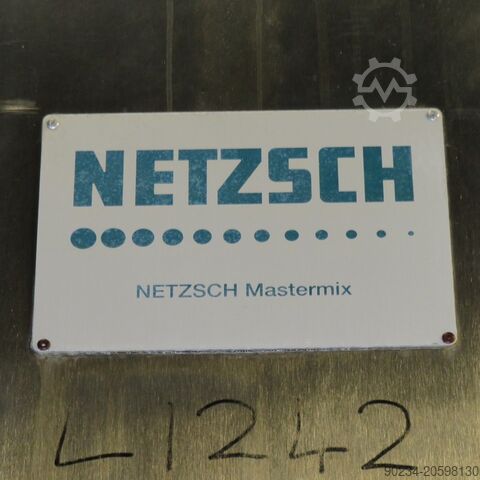 NETZSCH
NETZSCH Mastermix
L1242
90234-20598130